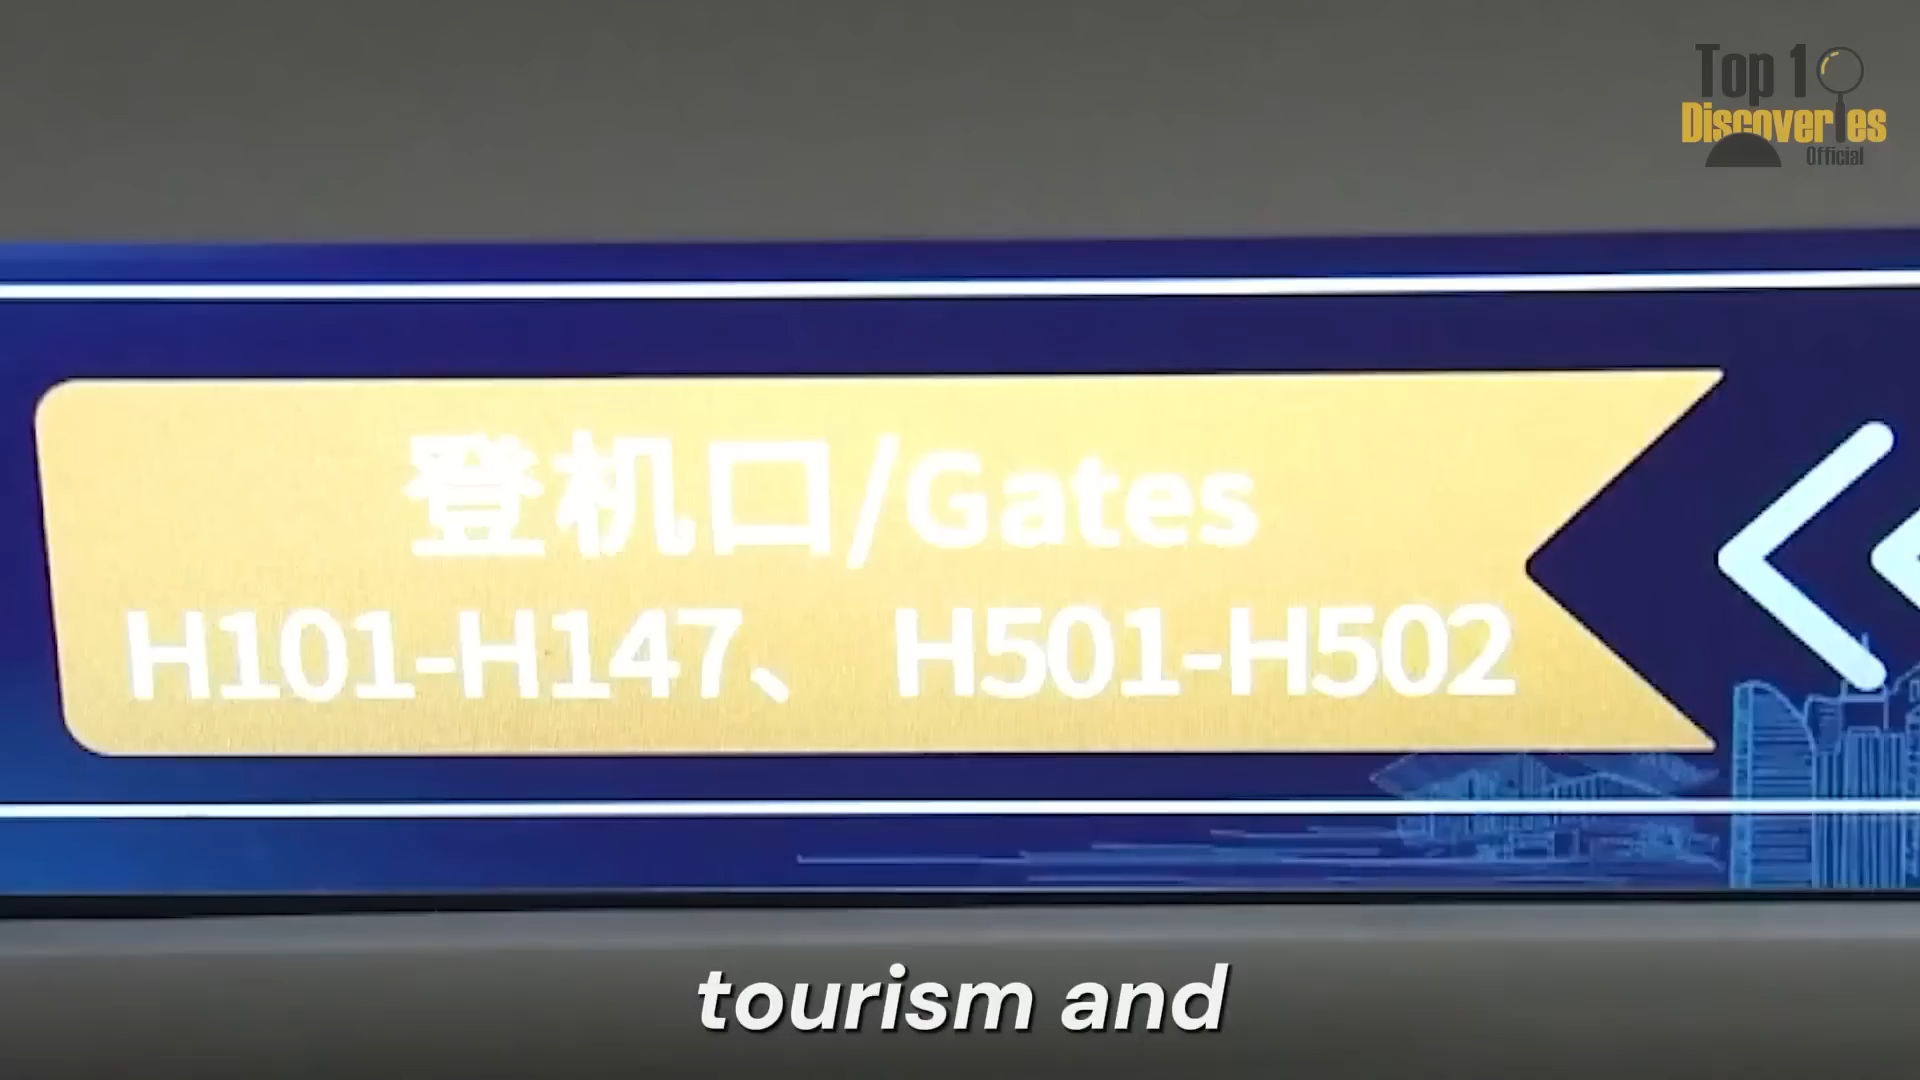 Top 10
Discoveries
Official
登机口/Gates
H101-H147、 H501-H502
tourism and